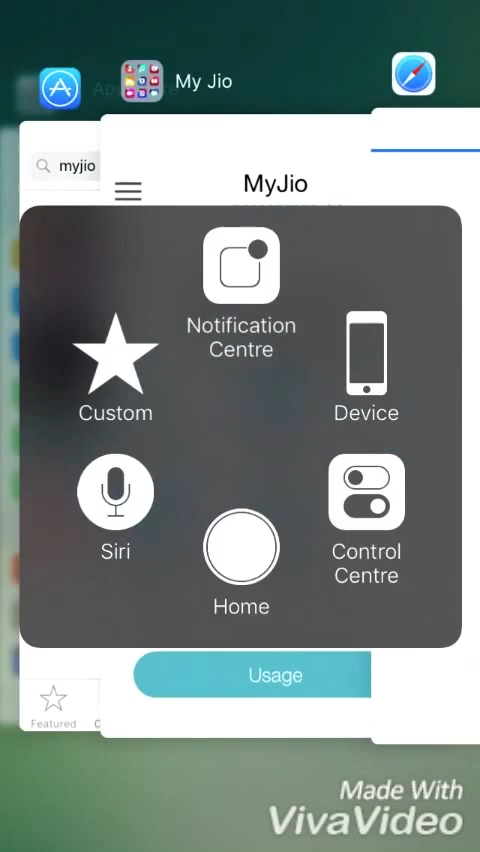 My Jio
myjio
MyJio
Notification
Centre
Custom
Device
Siri
Control
Centre
Home
Usage
Featured
Made With
VivaVideo